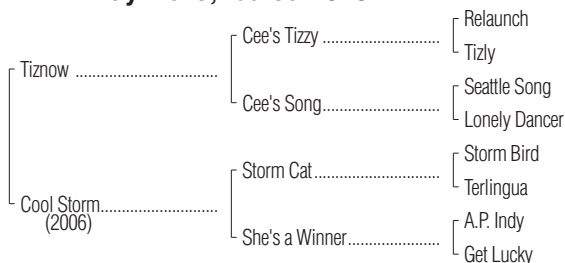 Relaunch
Cee's Tizzy
Tizly
Tiznow
Seattle Song
Cee's Song
Lonely Dancer
Storm Bird
Storm Cat
Terlingua
Cool Storm
(2006)
A.P. Indy
She's a Winner
Get Lucky